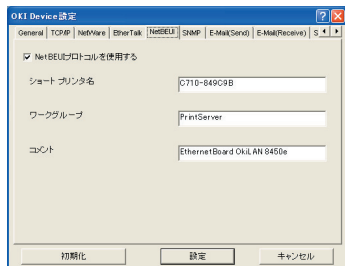 OKI Device設定
General TCP/IP NetWare EtherTalk NetBEUI SNMP E-Mail(Send) E-Mail(Receive) S
NetBEUIプロトコルを使用する
ショート プリンタ名 C710-849C9B
ワークグループ PrintServer
コメント EthernetBoard OkiLAN 8450e
初期化 設定 キャンセル